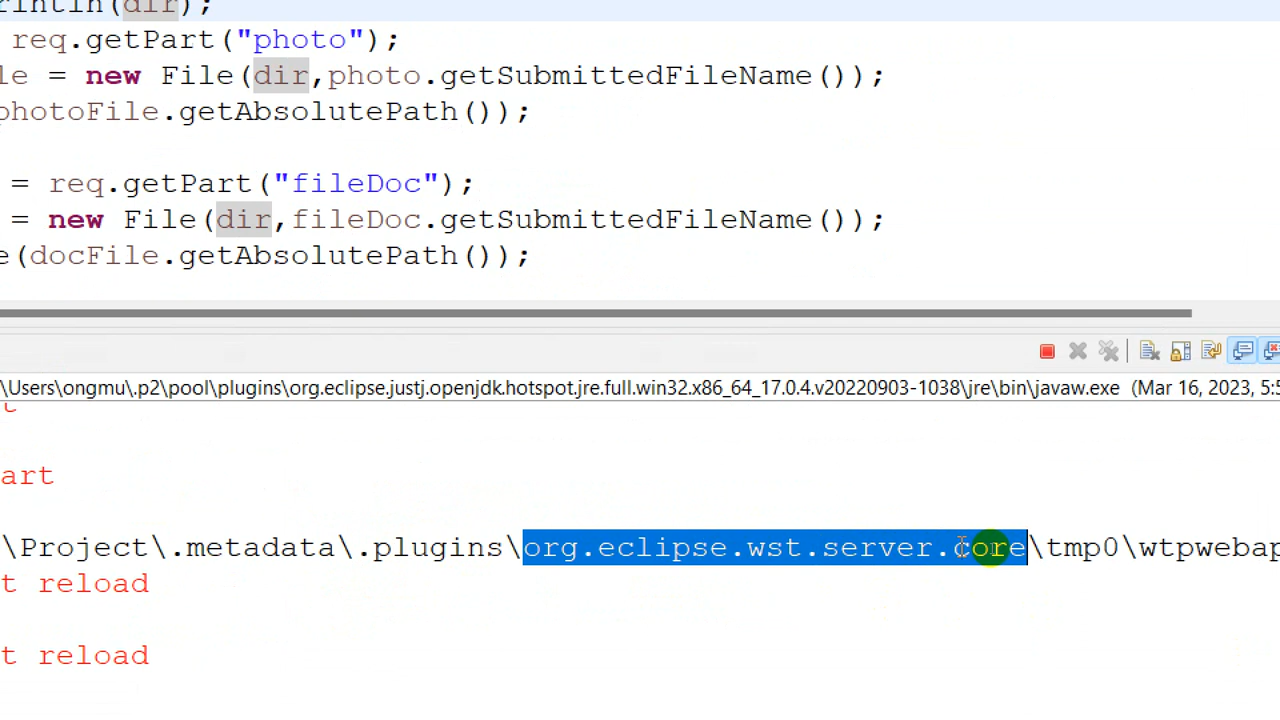 rintln(dir);
req.getPart("photo");
le = new File(dir,photo.getSubmittedFileName());
photoFile.getAbsolutePath());
= req.getPart("fileDoc");
= new File(dir,fileDoc.getSubmittedFileName());
e(docFile.getAbsolutePath());
\Users\ongmu\.p2\pool\plugins\org.eclipse.justj.openjdk.hotspot.jre.full.win32.x86_64_17.0.4.v20220903-1038\jre\bin\javaw.exe (Mar 16, 2023, 5:5
t
art
\Project\.metadata\.plugins\org.eclipse.wst.server.core\tmp0\wtpwebap
t reload
t reload